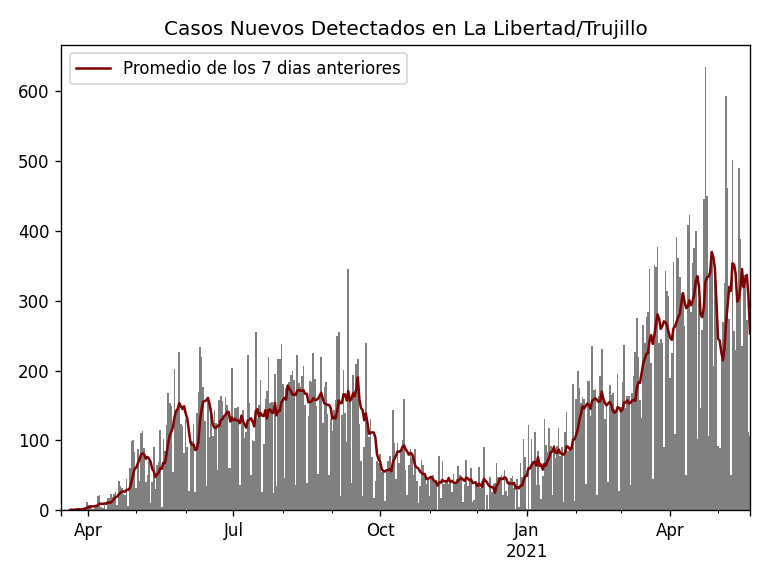 Casos Nuevos Detectados en La Libertad/Trujillo
Promedio de los 7 dias anteriores
600
500
400
300
200
100
0
Apr Jul Oct Jan Apr
2021